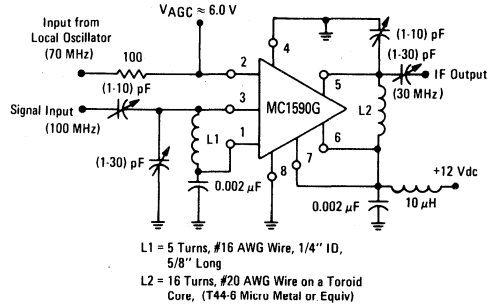 Input from
Local Oscillator
(70 MHz)
VAGC ≈ 6.0 V
100
(1-10) pF
Signal Input
(100 MHz)
(1-30) pF
L1
0.002 μF
2
3
1
4
MC1590G
5
6
7
8
(1-10) pF
(1-30) pF
IF Output
(30 MHz)
L2
+12 Vdc
0.002 μF
10 μH
L1 = 5 Turns, #16 AWG Wire, 1/4" ID,
5/8" Long
L2 = 16 Turns, #20 AWG Wire on a Toroid
Core, (T44-6 Micro Metal or Equiv)